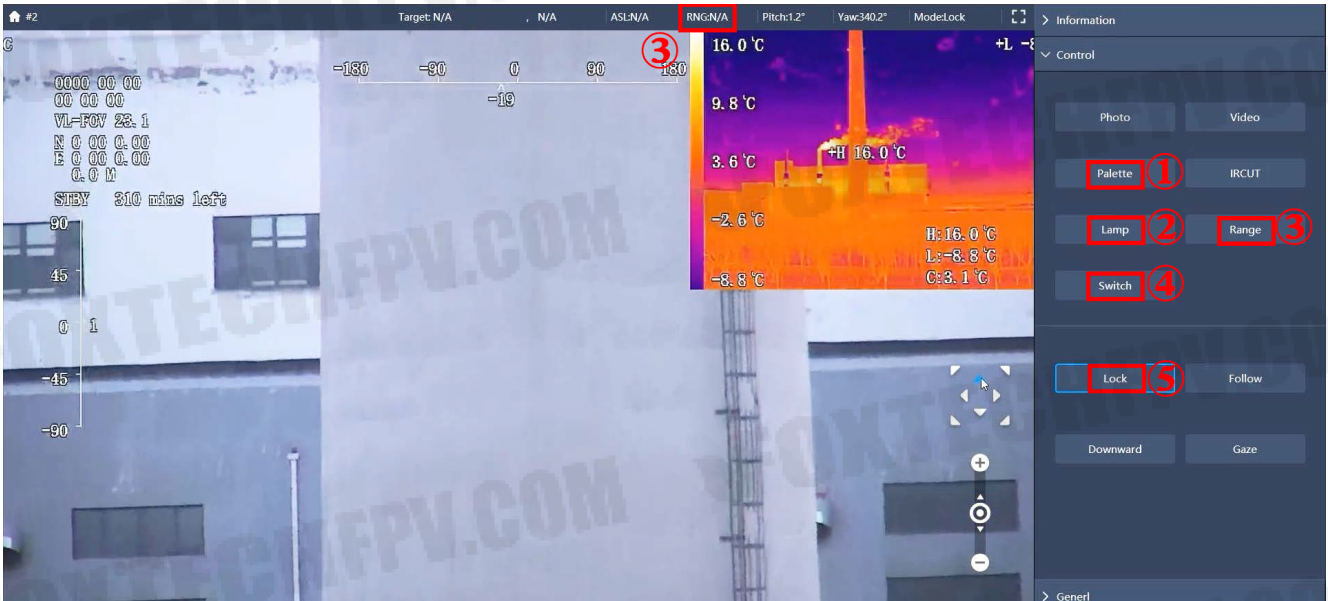 #2 Target: N/A , N/A ASL:N/A RNG:N/A Pitch:1.2° Yaw:340.2° Mode:Lock
③
C
0000 00 00
00 00 00
VL-FOV 23.1
N 0 00 0.00
E 0 00 0.00
0.0 M
STBY 310 mins left
90
45
0 1
-45
-90
-180 -90 0 90 180
-19
16.0 ℃ +L -8
9.8 ℃
+H 16.0 ℃
3.6 ℃
-2.6 ℃
H:16.0 ℃
L:-8.8 ℃
-8.8 ℃ C:3.1 ℃
Information
Control
Photo Video
Palette ① IRCUT
Lamp ② Range ③
Switch ④
Lock ⑤ Follow
Downward Gaze
Generl
FOXTECHFPV.COM
FOXTECHFPV.COM